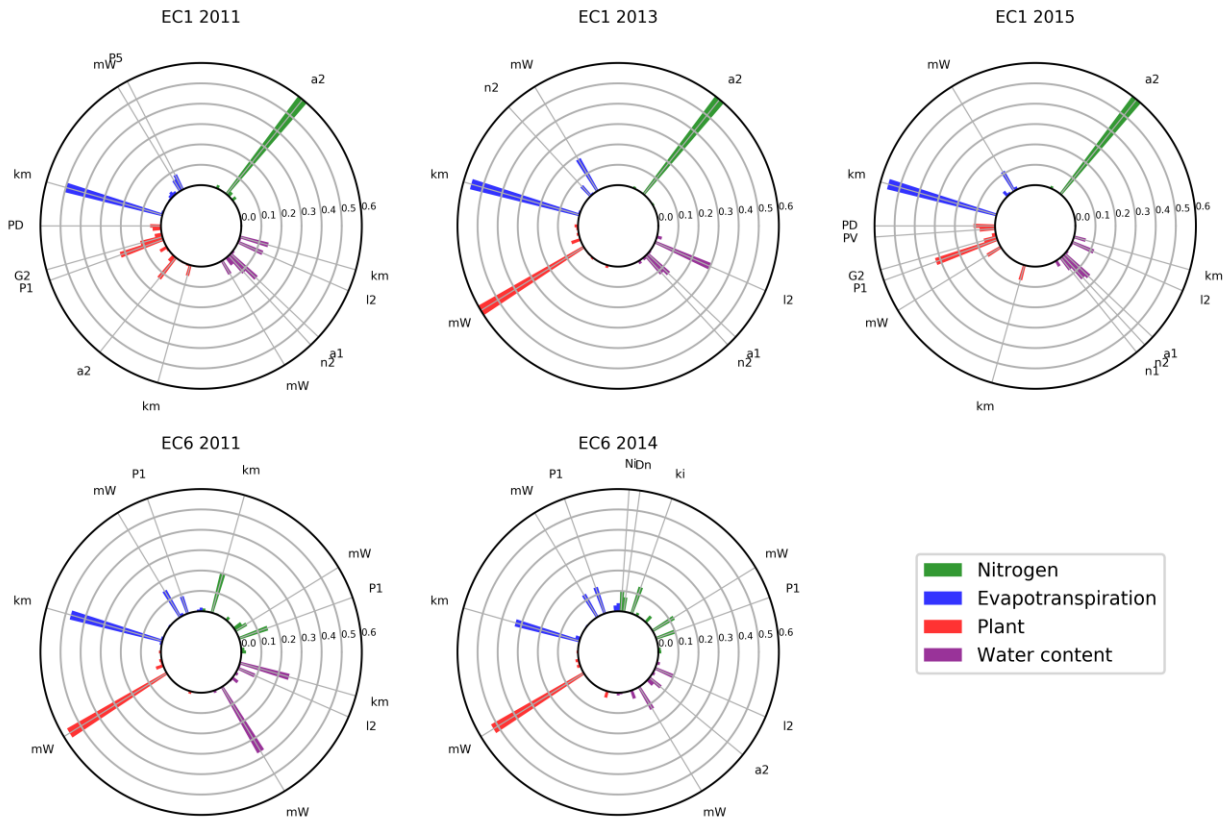 EC1 2011
EC1 2013
EC1 2015
P5
mW
a2
km
PD
G2
P1
a2
km
mW
n2
a1
l2
km
0.0 0.1 0.2 0.3 0.4 0.5 0.6
mW
n2
a2
km
mW
n2
a1
l2
0.0 0.1 0.2 0.3 0.4 0.5 0.6
mW
a2
km
PD
PV
G2
P1
mW
km
n1
n2
a1
l2
km
0.0 0.1 0.2 0.3 0.4 0.5 0.6
EC6 2011
EC6 2014
P1
km
mW
mW
P1
km
mW
mW
l2
km
0.0 0.1 0.2 0.3 0.4 0.5 0.6
P1
Ni
Dn
ki
mW
mW
P1
km
mW
mW
a2
l2
0.0 0.1 0.2 0.3 0.4 0.5 0.6
Nitrogen
Evapotranspiration
Plant
Water content